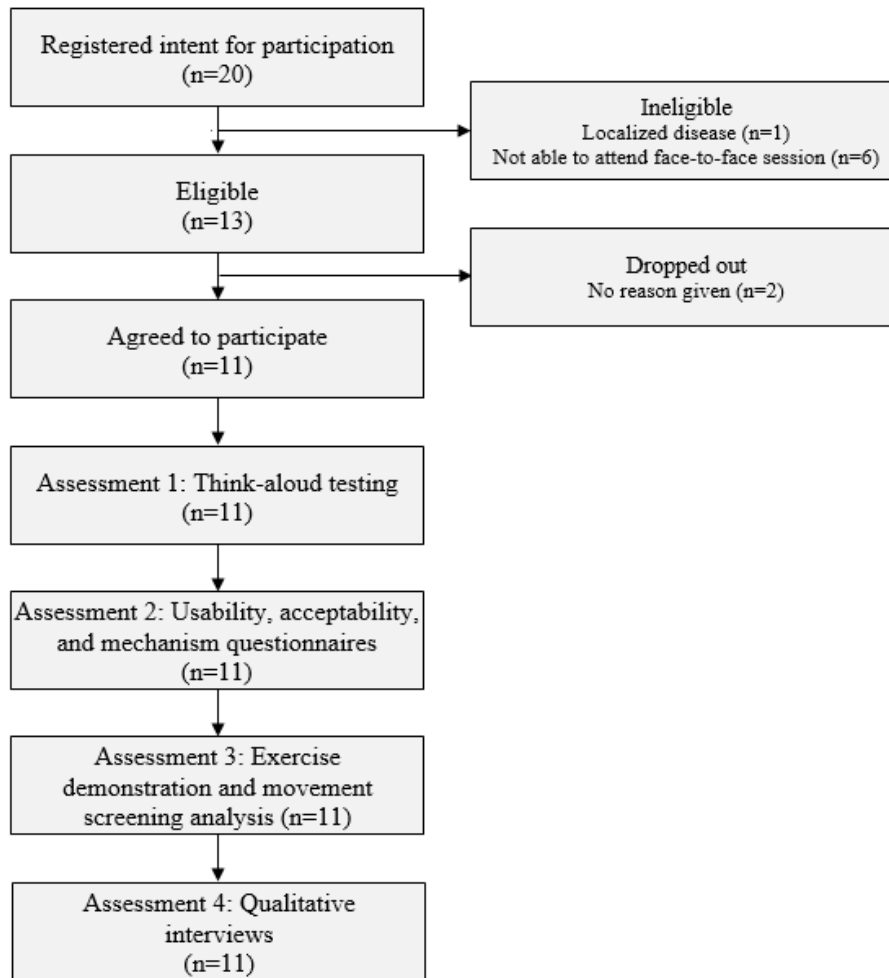 Registered intent for participation
(n=20)
Ineligible
Localized disease (n=1)
Not able to attend face-to-face session (n=6)
Eligible
(n=13)
Dropped out
No reason given (n=2)
Agreed to participate
(n=11)
Assessment 1: Think-aloud testing
(n=11)
Assessment 2: Usability, acceptability,
and mechanism questionnaires
(n=11)
Assessment 3: Exercise
demonstration and movement
screening analysis (n=11)
Assessment 4: Qualitative
interviews
(n=11)